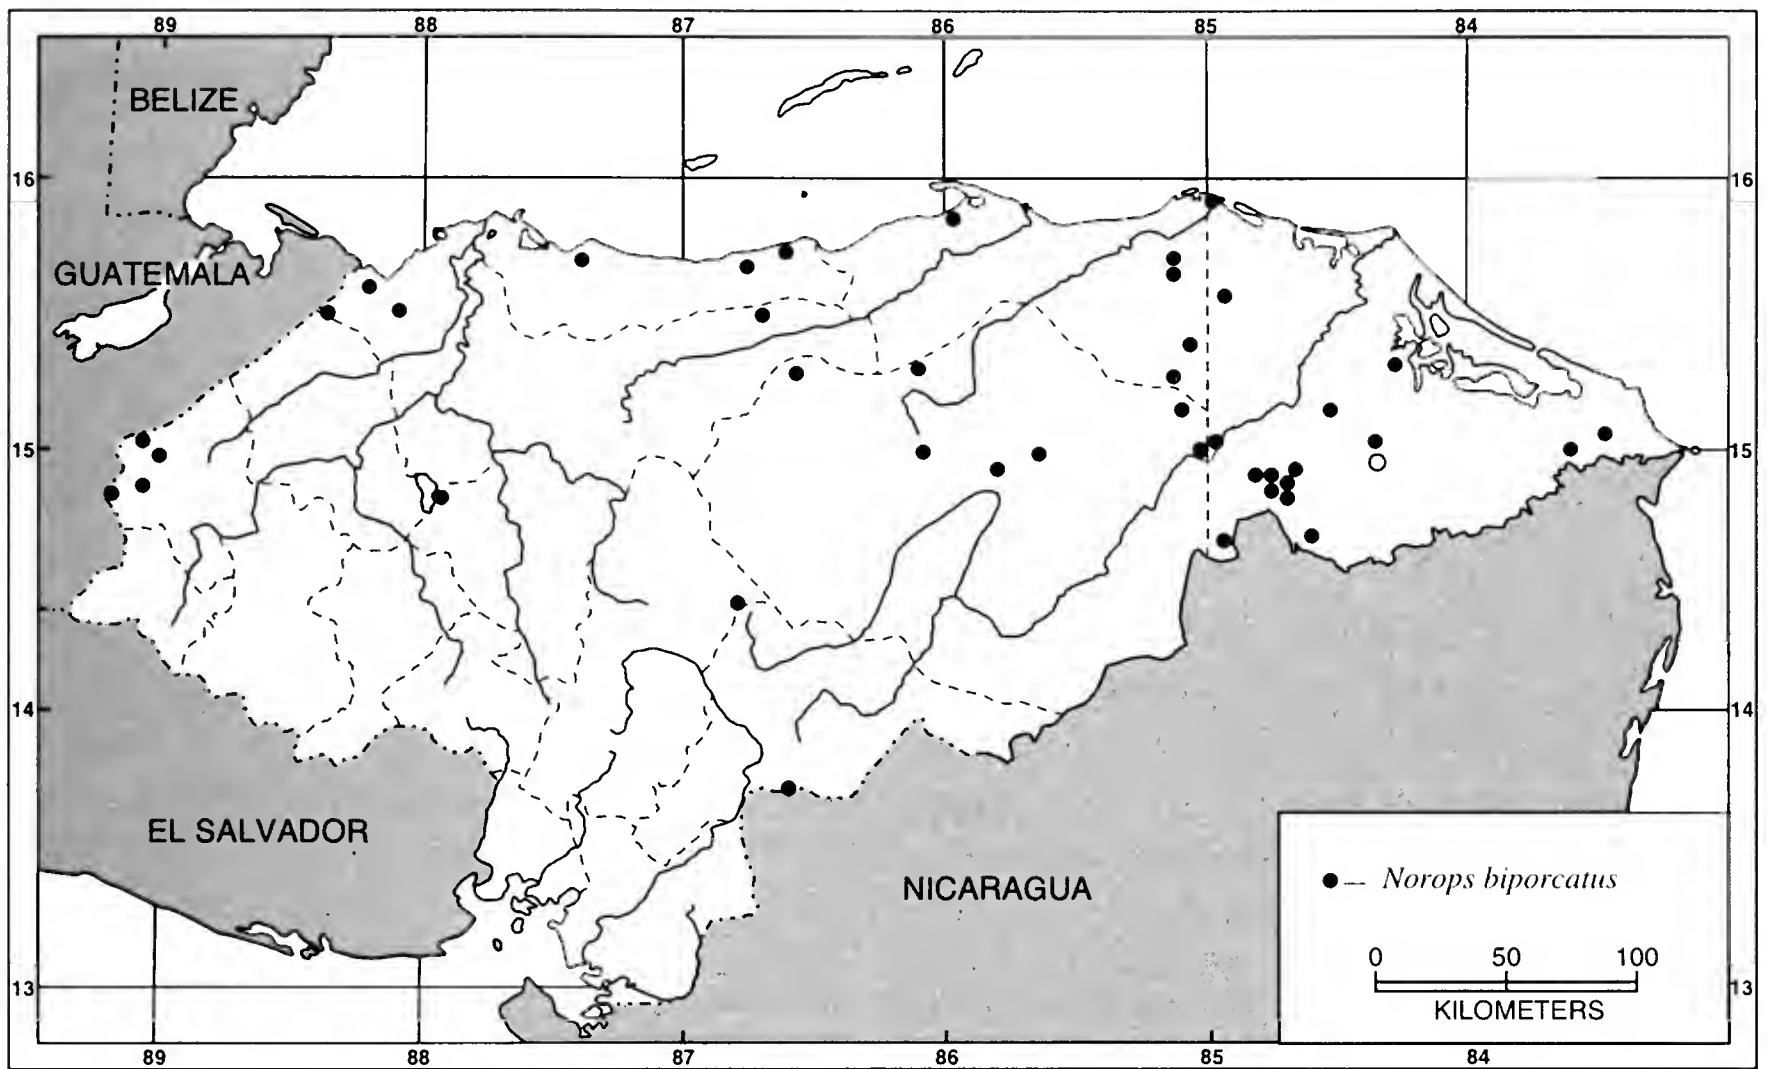 89 88 87 86 85 84
BELIZE
16 16
GUATEMALA
15 15
14 14
EL SALVADOR
NICARAGUA
— Norops biporcatus
0 50 100
KILOMETERS
13 13
89 88 87 86 85 84